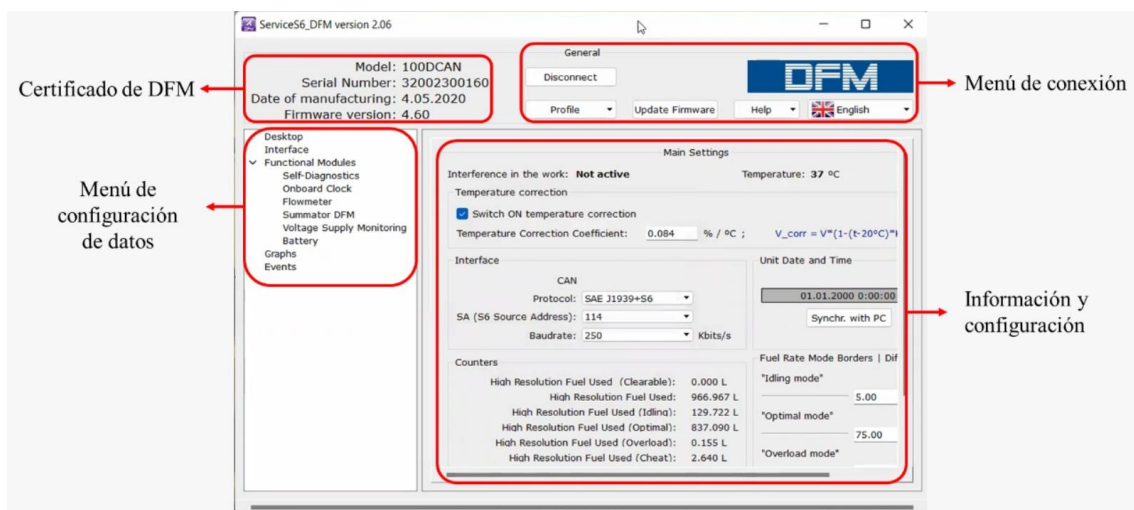 ServiceS6_DFM version 2.06
General
Model: 100DCAN
Serial Number: 32002300160
Date of manufacturing: 4.05.2020
Firmware version: 4.60
Disconnect
DFM
Profile
Update Firmware
Help
English
Certificado de DFM
Menú de conexión
Desktop
Interface
Functional Modules
Self-Diagnostics
Onboard Clock
Flowmeter
Summator DFM
Voltage Supply Monitoring
Battery
Graphs
Events
Menú de
configuración
de datos
Main Settings
Interference in the work: Not active
Temperature: 37 ºC
Temperature correction
Switch ON temperature correction
Temperature Correction Coefficient: 0.084 % / ºC ;
V_corr = V*(1-(t-20ºC)*
Interface
CAN
Protocol: SAE J1939+S6
SA (S6 Source Address): 114
Baudrate: 250 Kbits/s
Unit Date and Time
01.01.2000 0:00:00
Synchr. with PC
Información y
configuración
Counters
High Resolution Fuel Used (Clearable): 0.000 L
High Resolution Fuel Used: 966.967 L
High Resolution Fuel Used (Idling): 129.722 L
High Resolution Fuel Used (Optimal): 837.090 L
High Resolution Fuel Used (Overload): 0.155 L
High Resolution Fuel Used (Cheat): 2.640 L
Fuel Rate Mode Borders | Dif
"Idling mode"
5.00
"Optimal mode"
75.00
"Overload mode"